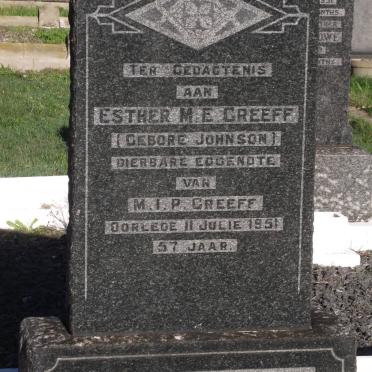 TER GEDAGTENIS
AAN
ESTHER M.E. GREEFF
(GEBORE JOHNSON)
DIERBARE EGGENOTE
VAN
M.I.P. GREEFF
OORLEDE 11 JULIE 1951
57 JAAR.